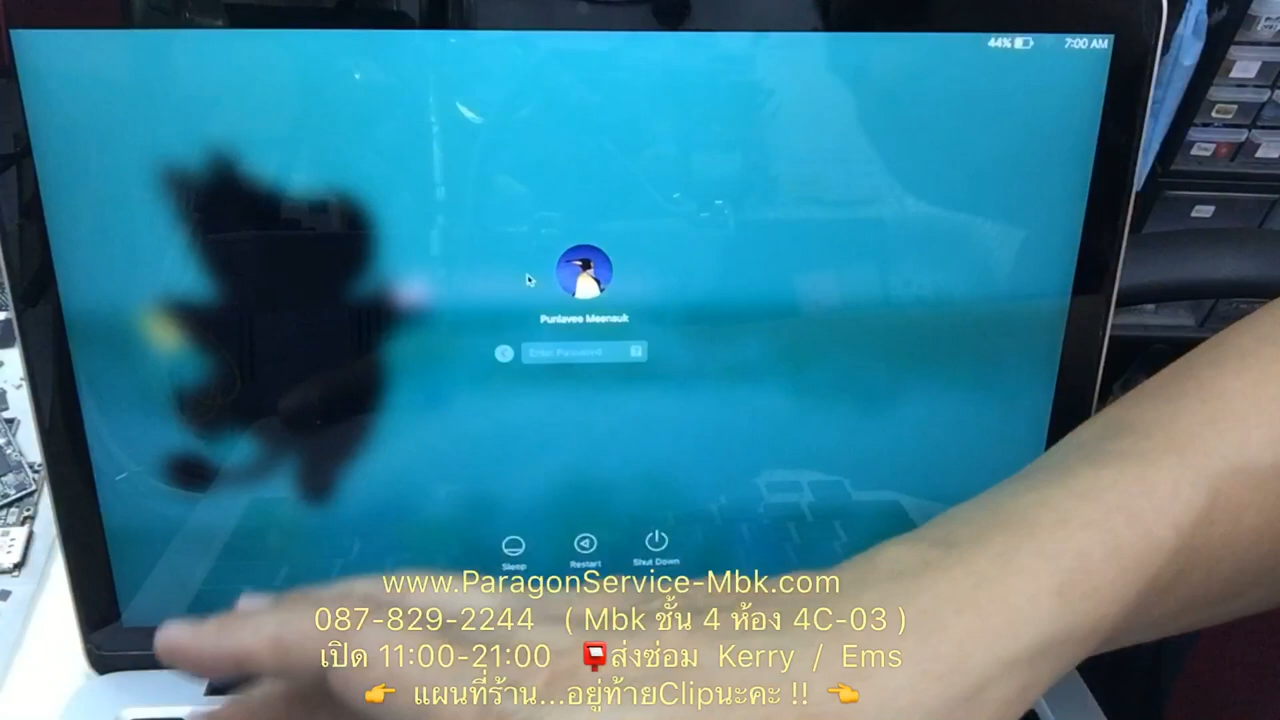 44% 7:00 AM
Punlavee Meensuk
Enter Password ?
Sleep Restart Shut Down
www.ParagonService-Mbk.com
087-829-2244 ( Mbk ชั้น 4 ห้อง 4C-03 )
เปิด 11:00-21:00 📮ส่งซ่อม Kerry / Ems
👉 แผนที่ร้าน...อยู่ท้ายClipนะคะ !! 👈